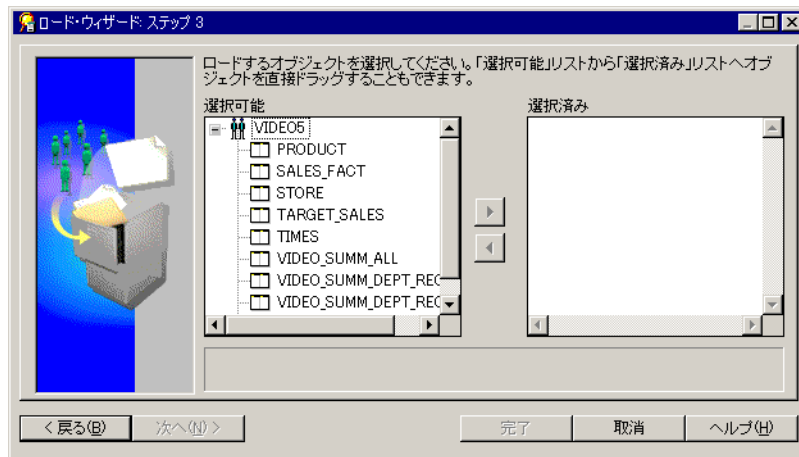 ロード・ウィザード: ステップ 3
ロードするオブジェクトを選択してください。「選択可能」リストから「選択済み」リストへオブ
ジェクトを直接ドラッグすることもできます。
選択可能
選択済み
VIDEO5
PRODUCT
SALES_FACT
STORE
TARGET_SALES
TIMES
VIDEO_SUMM_ALL
VIDEO_SUMM_DEPT_REG
VIDEO_SUMM_DEPT_REG
< 戻る(B)
次へ(N) >
完了
取消
ヘルプ(H)